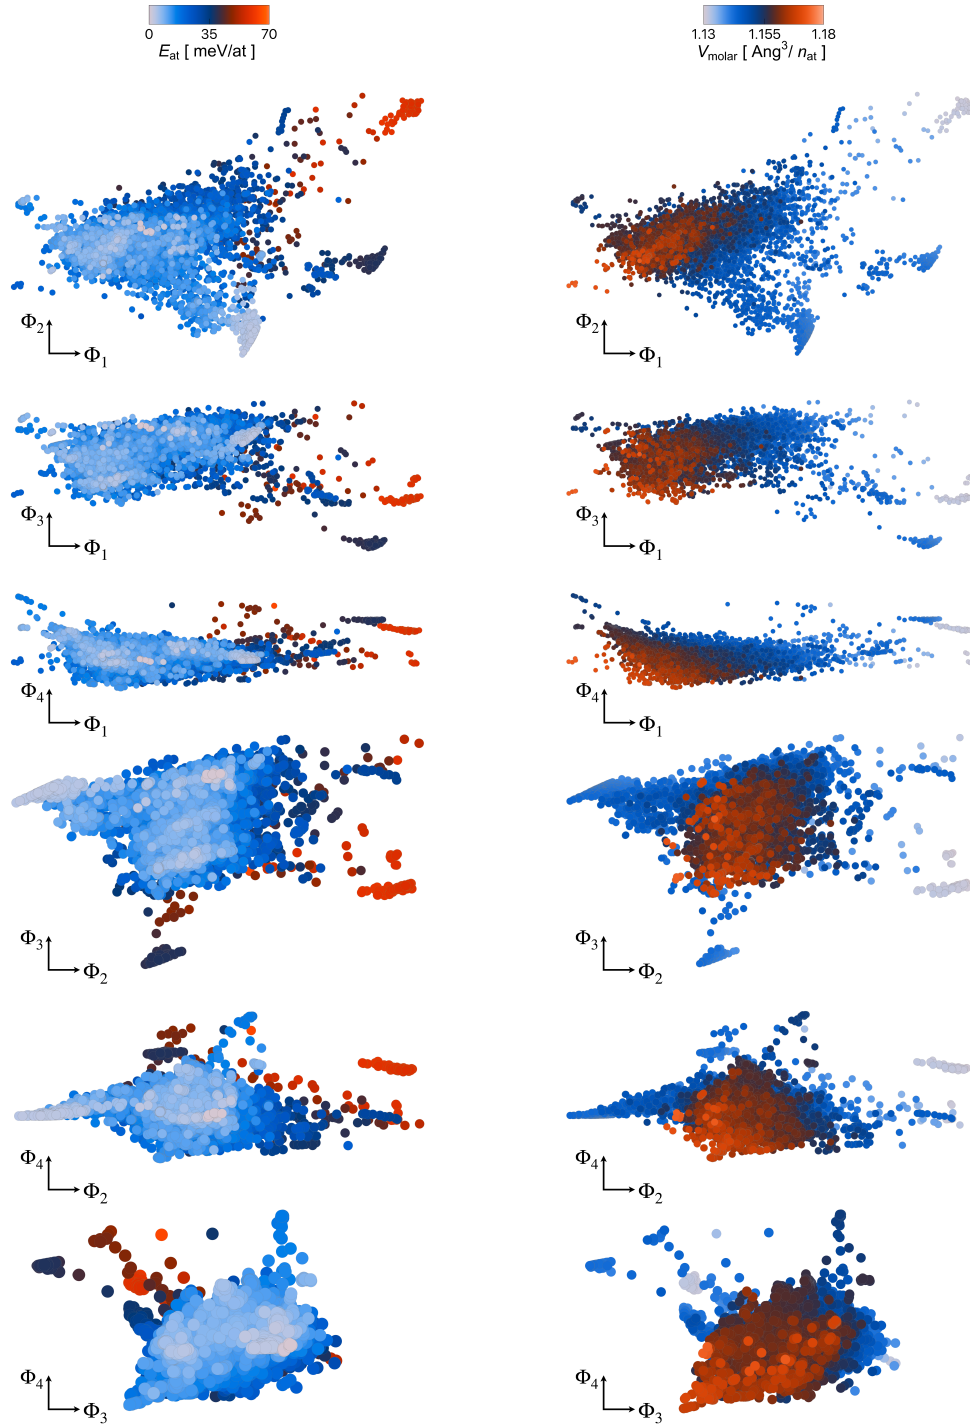 0 35 70
E_at [ meV/at ]
1.13 1.155 1.18
V_molar [ Ang³/ n_at ]
Φ₂
Φ₁
Φ₂
Φ₁
Φ₃
Φ₁
Φ₃
Φ₁
Φ₄
Φ₁
Φ₄
Φ₁
Φ₃
Φ₂
Φ₃
Φ₂
Φ₄
Φ₂
Φ₄
Φ₂
Φ₄
Φ₃
Φ₄
Φ₃